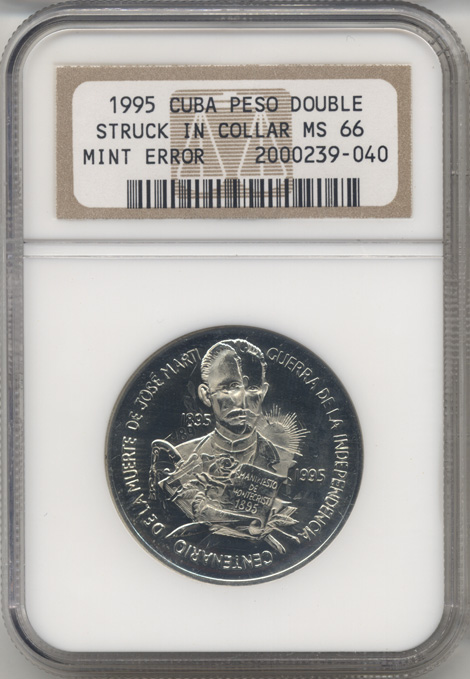 1995 CUBA PESO DOUBLE
STRUCK IN COLLAR MS 66
MINT ERROR 2000239-040
CENTENARIO DE LA MUERTE DE JOSÉ MARTI
GUERRA DE LA INDEPENDENCIA
1895
1995
MANIFIESTO
DE
MONTECRISTI
1895